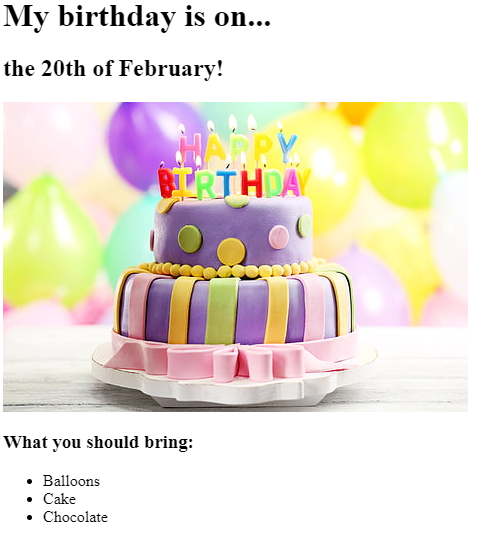 My birthday is on...
the 20th of February!
HAPPY
BIRTHDAY
What you should bring:
Balloons
Cake
Chocolate